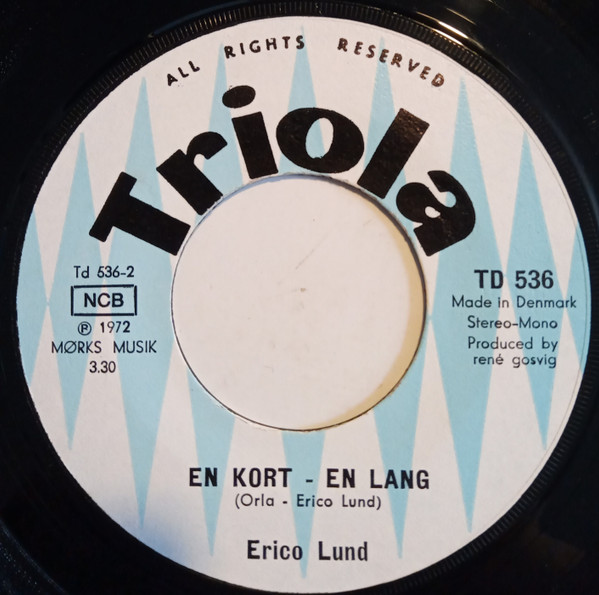 ALL RIGHTS RESERVED
Triola
Td 536-2
NCB
℗ 1972
MØRKS MUSIK
3.30
TD 536
Made in Denmark
Stereo-Mono
Produced by
rené gosvig
EN KORT - EN LANG
(Orla - Erico Lund)
Erico Lund